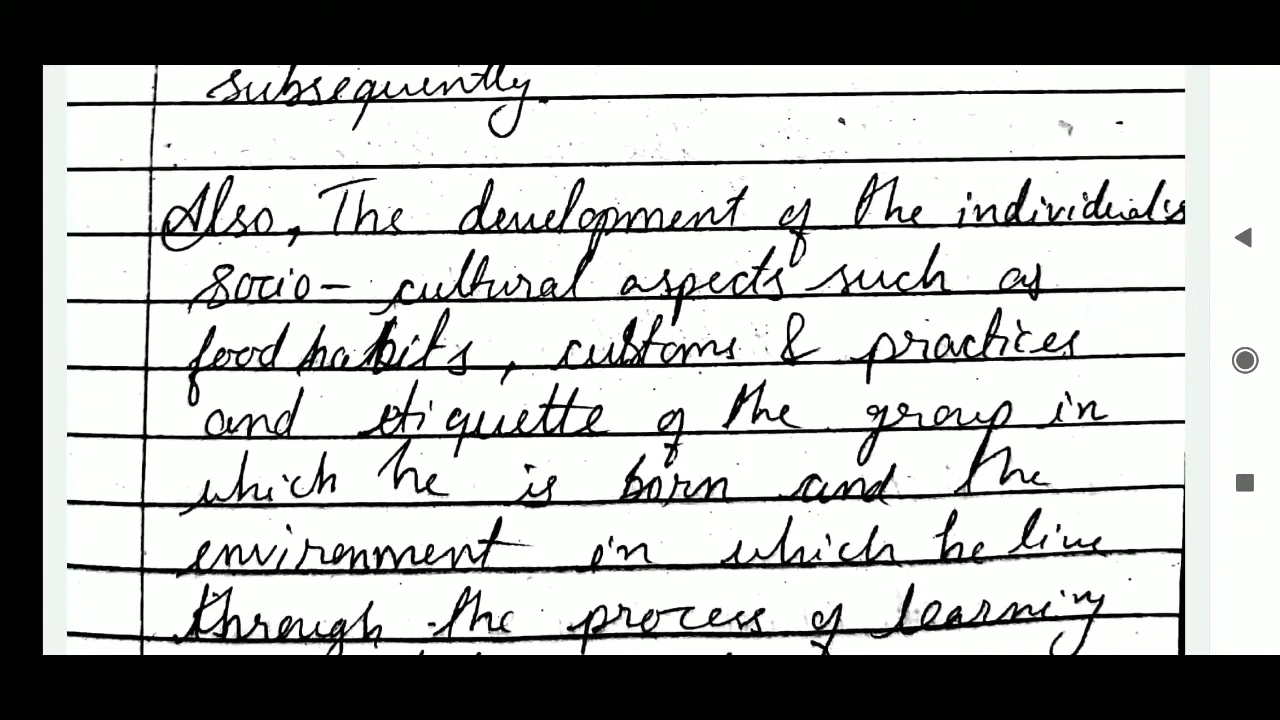 subsequently.
Also, The development of the individual's
socio- cultural aspects such as
food habits, customs & practices
and etiquette of the group in
which he is born and the
environment in which he live
through the process of learning